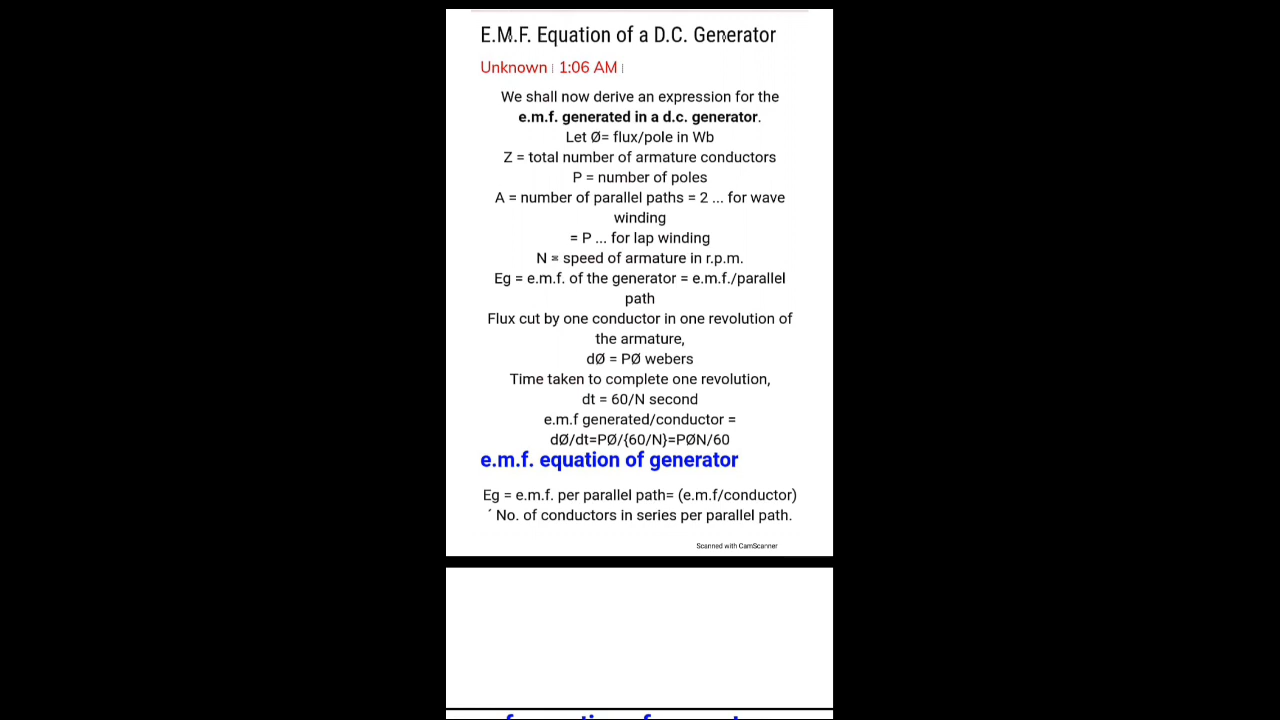 E.M.F. Equation of a D.C. Generator
Unknown | 1:06 AM |
We shall now derive an expression for the
e.m.f. generated in a d.c. generator.
Let Ø= flux/pole in Wb
Z = total number of armature conductors
P = number of poles
A = number of parallel paths = 2 ... for wave
winding
= P ... for lap winding
N = speed of armature in r.p.m.
Eg = e.m.f. of the generator = e.m.f./parallel
path
Flux cut by one conductor in one revolution of
the armature,
dØ = PØ webers
Time taken to complete one revolution,
dt = 60/N second
e.m.f generated/conductor =
dØ/dt=PØ/{60/N}=PØN/60
e.m.f. equation of generator
Eg = e.m.f. per parallel path= (e.m.f/conductor)
´ No. of conductors in series per parallel path.
Scanned with CamScanner